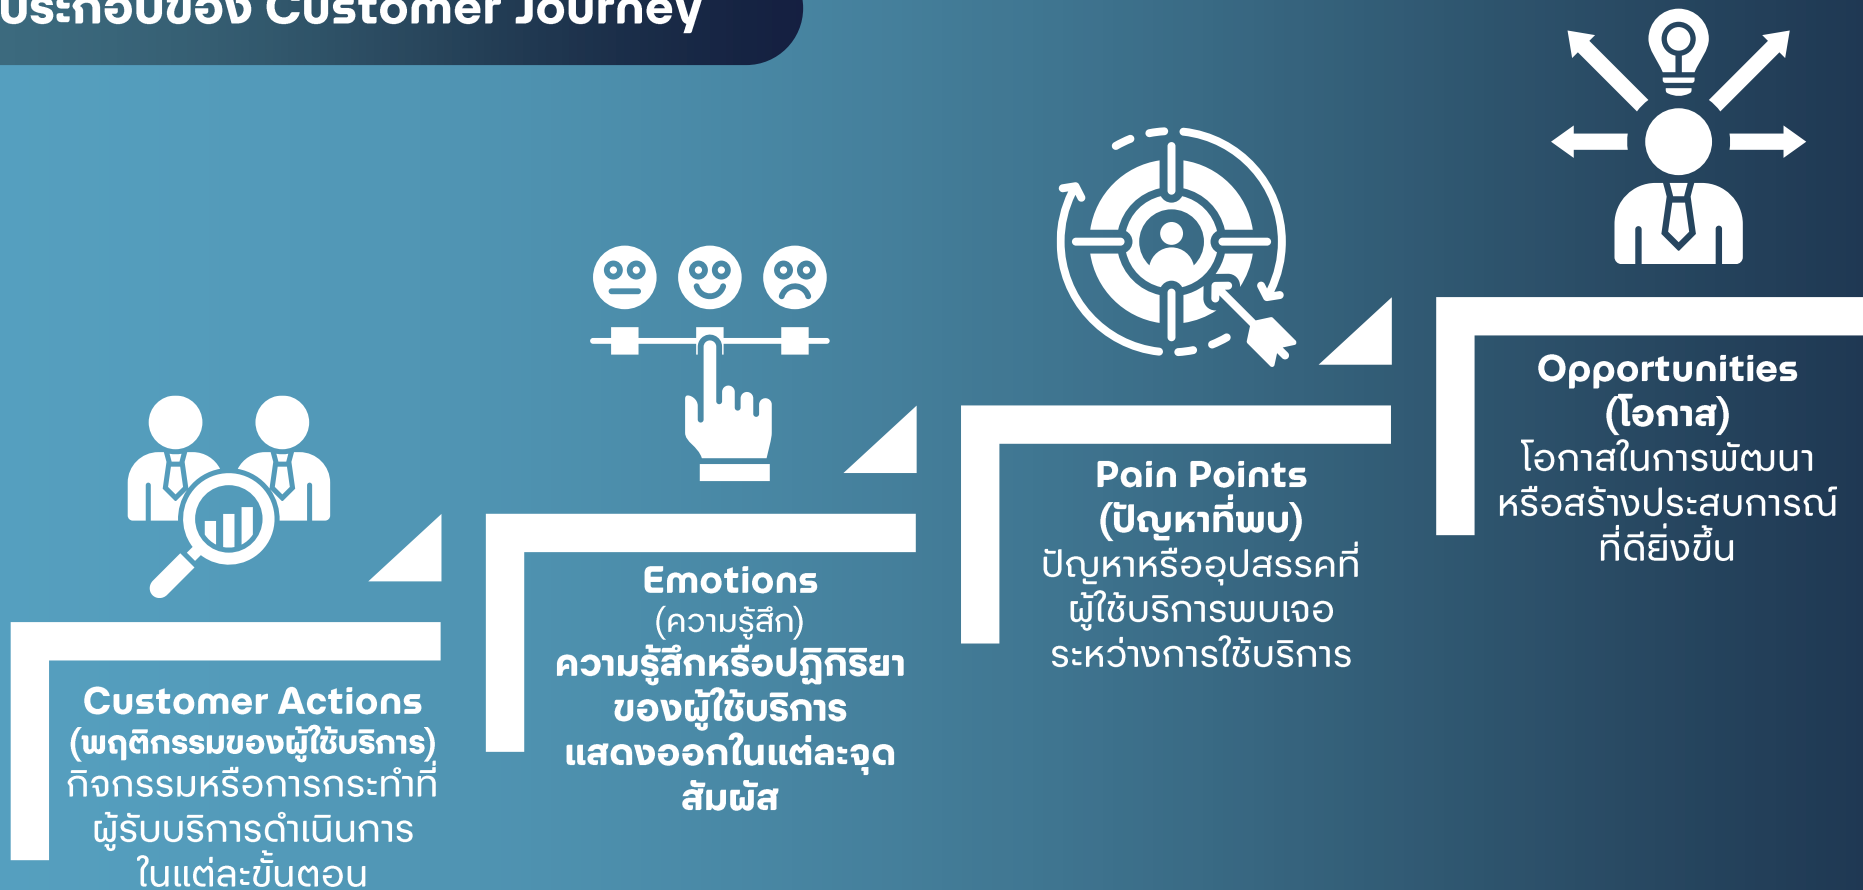 ประกอบของ Customer Journey
Customer Actions
(พฤติกรรมของผู้ใช้บริการ)
กิจกรรมหรือการกระทำที่
ผู้รับบริการดำเนินการ
ในแต่ละขั้นตอน
Emotions
(ความรู้สึก)
ความรู้สึกหรือปฏิกิริยา
ของผู้ใช้บริการ
แสดงออกในแต่ละจุด
สัมผัส
Pain Points
(ปัญหาที่พบ)
ปัญหาหรืออุปสรรคที่
ผู้ใช้บริการพบเจอ
ระหว่างการใช้บริการ
Opportunities
(โอกาส)
โอกาสในการพัฒนา
หรือสร้างประสบการณ์
ที่ดียิ่งขึ้น